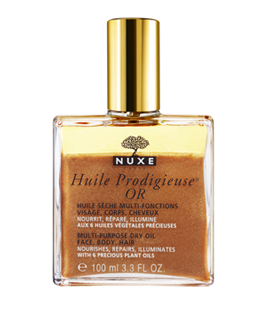 NUXE
Huile Prodigieuse®
OR
HUILE SÈCHE MULTI-FONCTIONS
VISAGE, CORPS, CHEVEUX
NOURRIT, RÉPARE, ILLUMINE
AUX 6 HUILES VÉGÉTALES PRÉCIEUSES
MULTI-PURPOSE DRY OIL
FACE, BODY, HAIR
NOURISHES, REPAIRS, ILLUMINATES
WITH 6 PRECIOUS PLANT OILS
℮ 100 ml 3.3 FL. OZ.